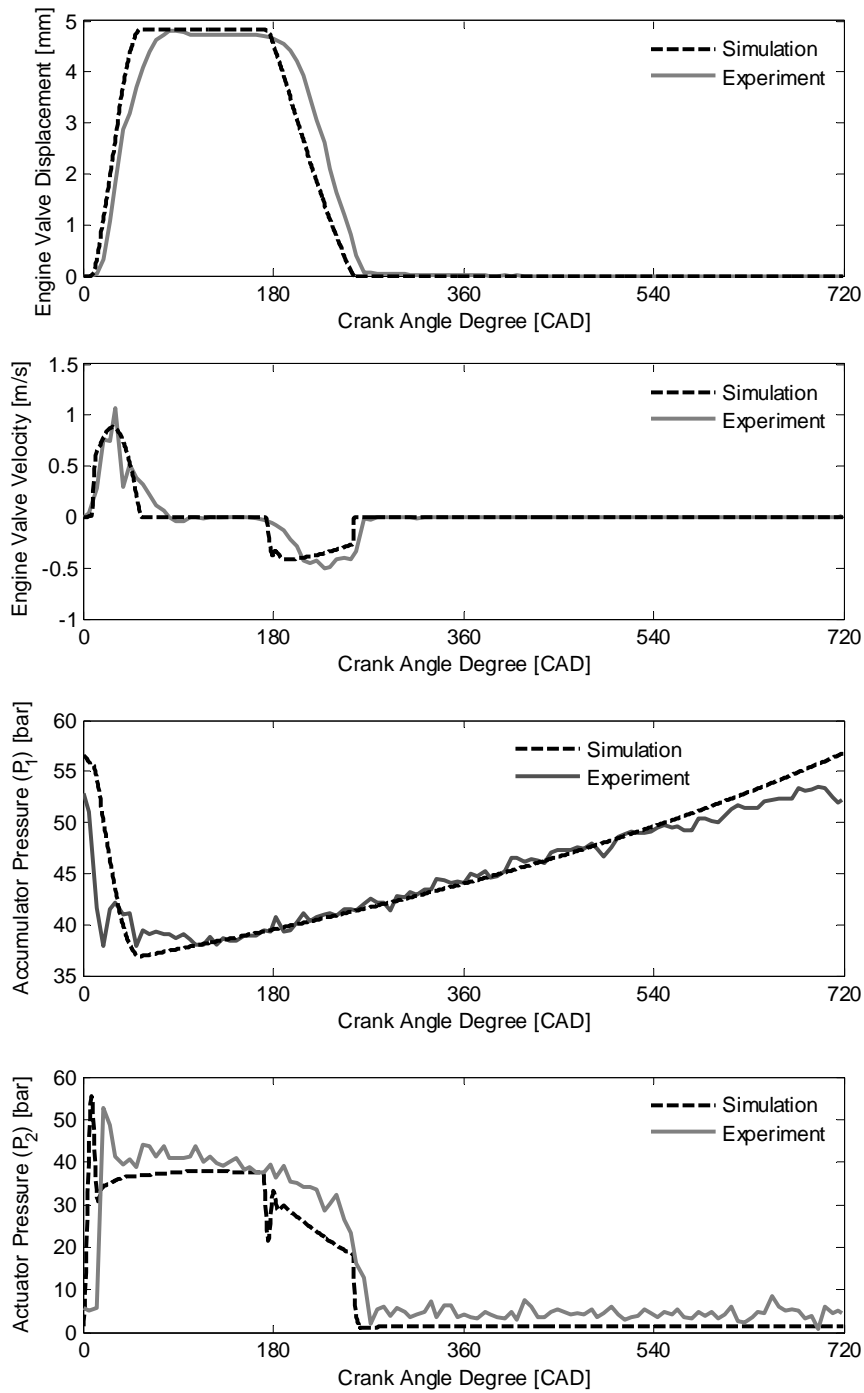 Engine Valve Displacement [mm]
5
4
3
2
1
0
Simulation
Experiment
0 180 360 540 720
Crank Angle Degree [CAD]
Engine Valve Velocity [m/s]
1.5
1
0.5
0
-0.5
-1
Simulation
Experiment
0 180 360 540 720
Crank Angle Degree [CAD]
Accumulator Pressure (P1) [bar]
60
55
50
45
40
35
Simulation
Experiment
0 180 360 540 720
Crank Angle Degree [CAD]
Actuator Pressure (P2) [bar]
60
50
40
30
20
10
0
Simulation
Experiment
0 180 360 540 720
Crank Angle Degree [CAD]